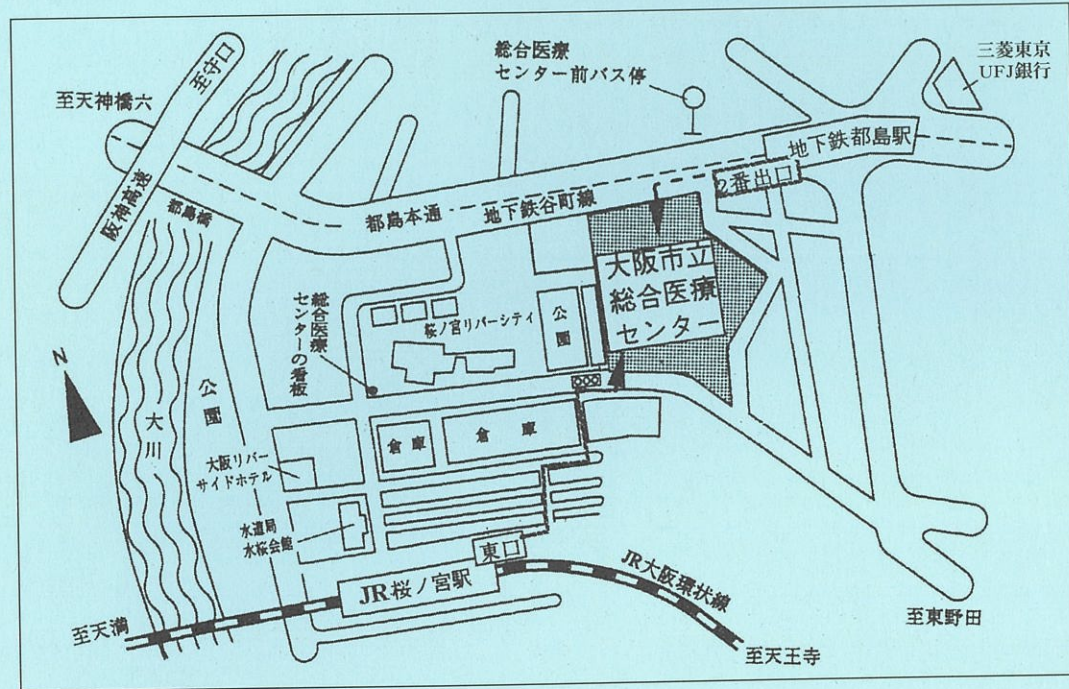 総合医療
センター前バス停
三菱東京
UFJ銀行
至守口
至天神橋六
阪神高速
都島橋
都島本通
地下鉄谷町線
地下鉄都島駅
2番出口
大阪市立
総合医療
センター
総合医療
センターの看板
桜ノ宮リバーシティ
公園
N
大川
公園
倉庫
倉庫
大阪リバー
サイドホテル
水道局
水桜会館
東口
JR桜ノ宮駅
JR大阪環状線
至天満
至天王寺
至東野田